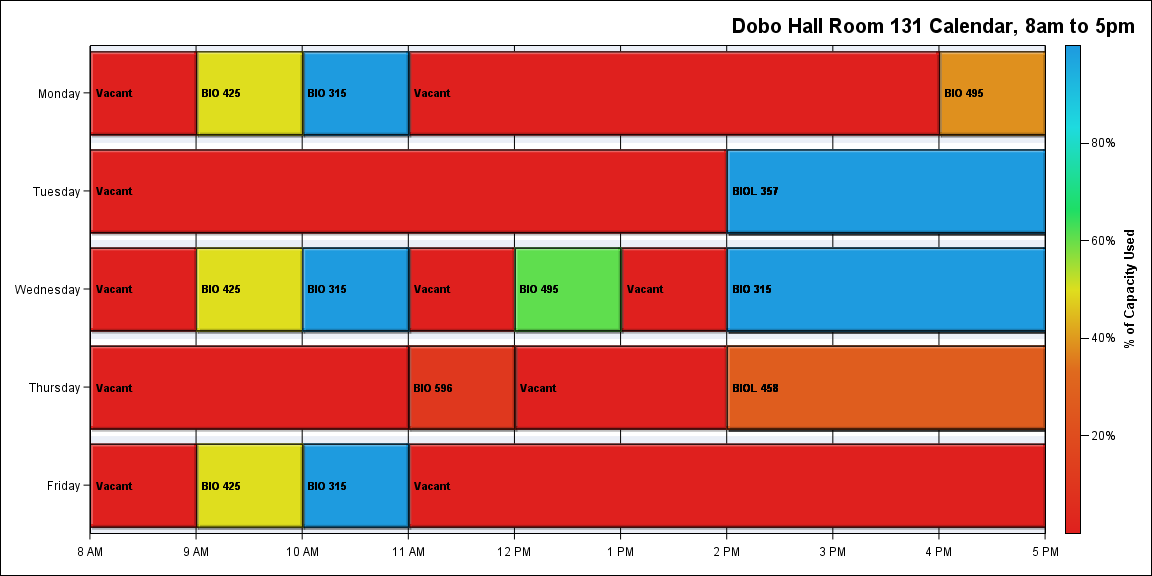 Dobo Hall Room 131 Calendar, 8am to 5pm
Monday
Vacant
BIO 425
BIO 315
Vacant
BIO 495
Tuesday
Vacant
BIOL 357
Wednesday
Vacant
BIO 425
BIO 315
Vacant
BIO 495
Vacant
BIO 315
Thursday
Vacant
BIO 596
Vacant
BIOL 458
Friday
Vacant
BIO 425
BIO 315
Vacant
8 AM
9 AM
10 AM
11 AM
12 PM
1 PM
2 PM
3 PM
4 PM
5 PM
80%
60%
40%
20%
% of Capacity Used